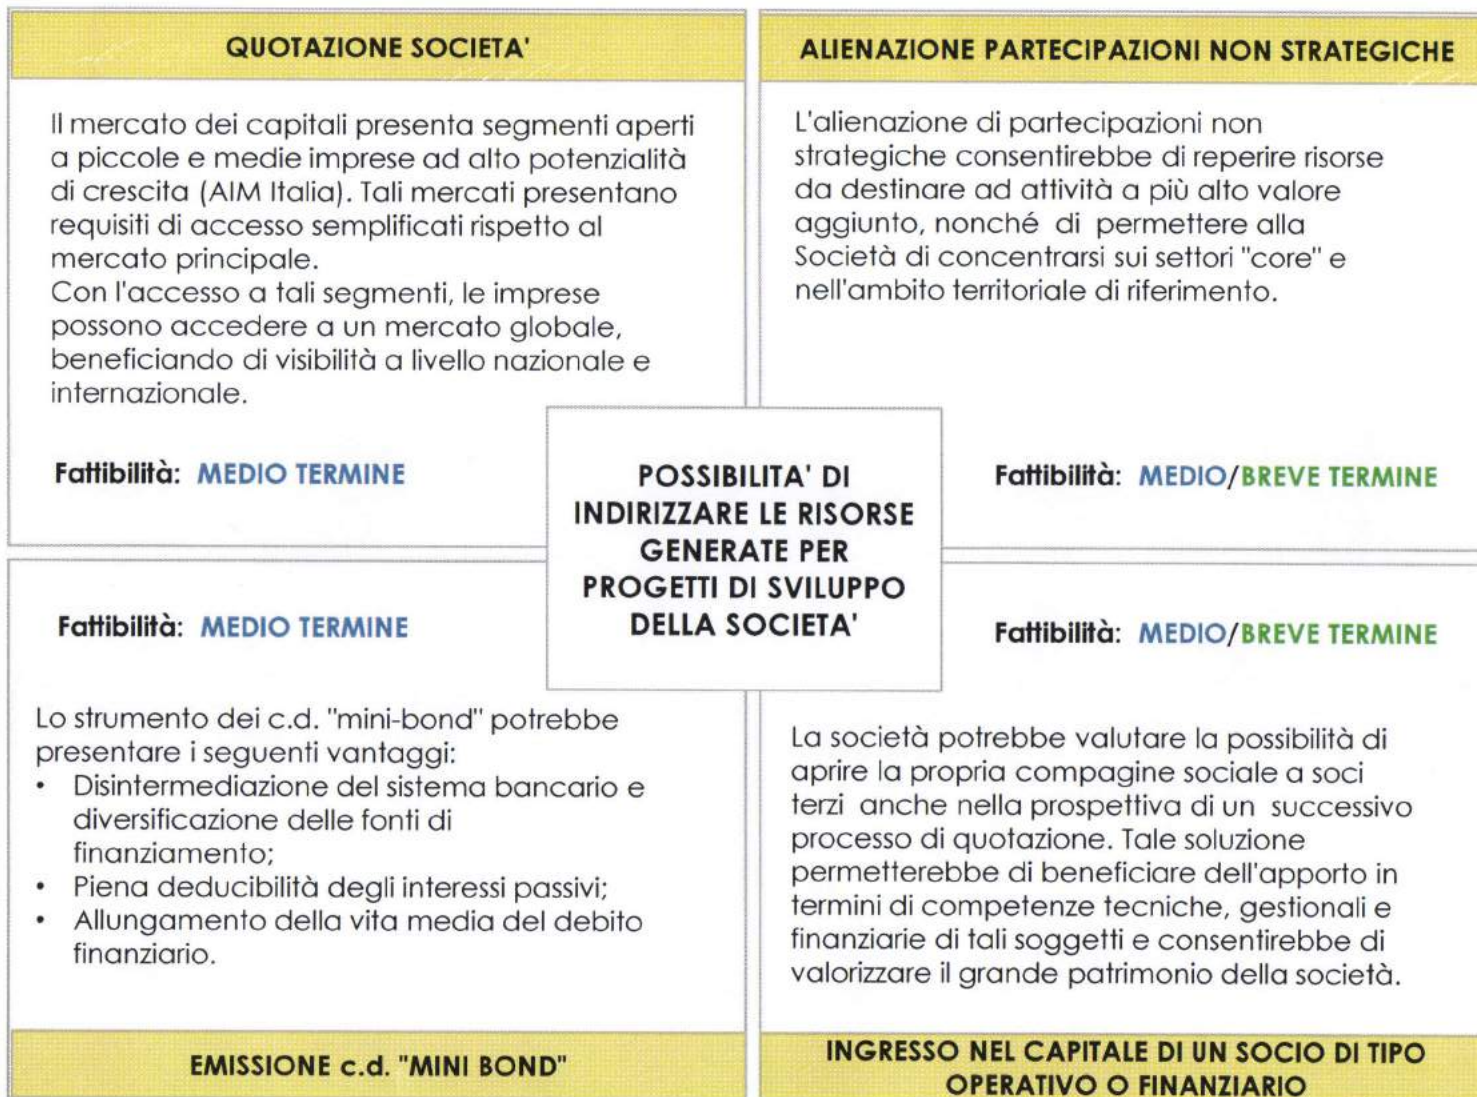 QUOTAZIONE SOCIETA'
Il mercato dei capitali presenta segmenti aperti
a piccole e medie imprese ad alto potenzialità
di crescita (AIM Italia). Tali mercati presentano
requisiti di accesso semplificati rispetto al
mercato principale.
Con l'accesso a tali segmenti, le imprese
possono accedere a un mercato globale,
beneficiando di visibilità a livello nazionale e
internazionale.
Fattibilità: MEDIO TERMINE
ALIENAZIONE PARTECIPAZIONI NON STRATEGICHE
L'alienazione di partecipazioni non
strategiche consentirebbe di reperire risorse
da destinare ad attività a più alto valore
aggiunto, nonché di permettere alla
Società di concentrarsi sui settori "core" e
nell'ambito territoriale di riferimento.
Fattibilità: MEDIO/BREVE TERMINE
POSSIBILITA' DI
INDIRIZZARE LE RISORSE
GENERATE PER
PROGETTI DI SVILUPPO
DELLA SOCIETA'
Fattibilità: MEDIO TERMINE
Lo strumento dei c.d. "mini-bond" potrebbe
presentare i seguenti vantaggi:
• Disintermediazione del sistema bancario e
diversificazione delle fonti di
finanziamento;
• Piena deducibilità degli interessi passivi;
• Allungamento della vita media del debito
finanziario.
EMISSIONE c.d. "MINI BOND"
Fattibilità: MEDIO/BREVE TERMINE
La società potrebbe valutare la possibilità di
aprire la propria compagine sociale a soci
terzi anche nella prospettiva di un successivo
processo di quotazione. Tale soluzione
permetterebbe di beneficiare dell'apporto in
termini di competenze tecniche, gestionali e
finanziarie di tali soggetti e consentirebbe di
valorizzare il grande patrimonio della società.
INGRESSO NEL CAPITALE DI UN SOCIO DI TIPO
OPERATIVO O FINANZIARIO